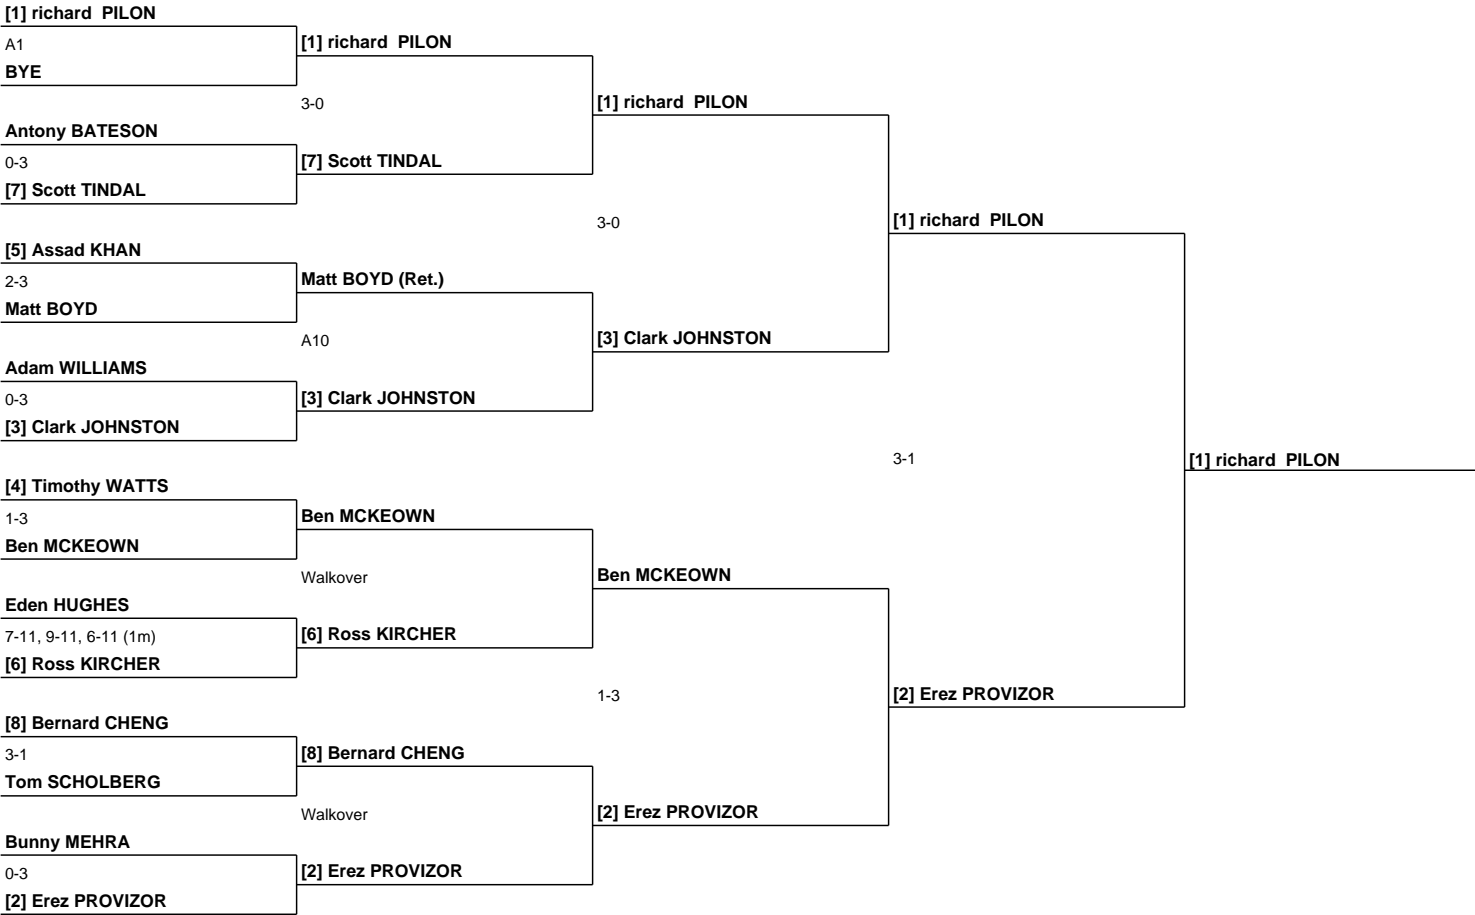 [1] richard  PILON
A1
BYE
Antony BATESON
0-3
[7] Scott TINDAL
[5] Assad KHAN
2-3
Matt BOYD
Adam WILLIAMS
0-3
[3] Clark JOHNSTON
[4] Timothy WATTS
1-3
Ben MCKEOWN
Eden HUGHES
7-11, 9-11, 6-11 (1m)
[6] Ross KIRCHER
[8] Bernard CHENG
3-1
Tom SCHOLBERG
Bunny MEHRA
0-3
[2] Erez PROVIZOR
[1] richard  PILON
3-0
[7] Scott TINDAL
Matt BOYD (Ret.)
A10
[3] Clark JOHNSTON
Ben MCKEOWN
Walkover
[6] Ross KIRCHER
[8] Bernard CHENG
Walkover
[2] Erez PROVIZOR
[1] richard  PILON
3-0
[3] Clark JOHNSTON
Ben MCKEOWN
1-3
[2] Erez PROVIZOR
[1] richard  PILON
3-1
[2] Erez PROVIZOR
[1] richard  PILON